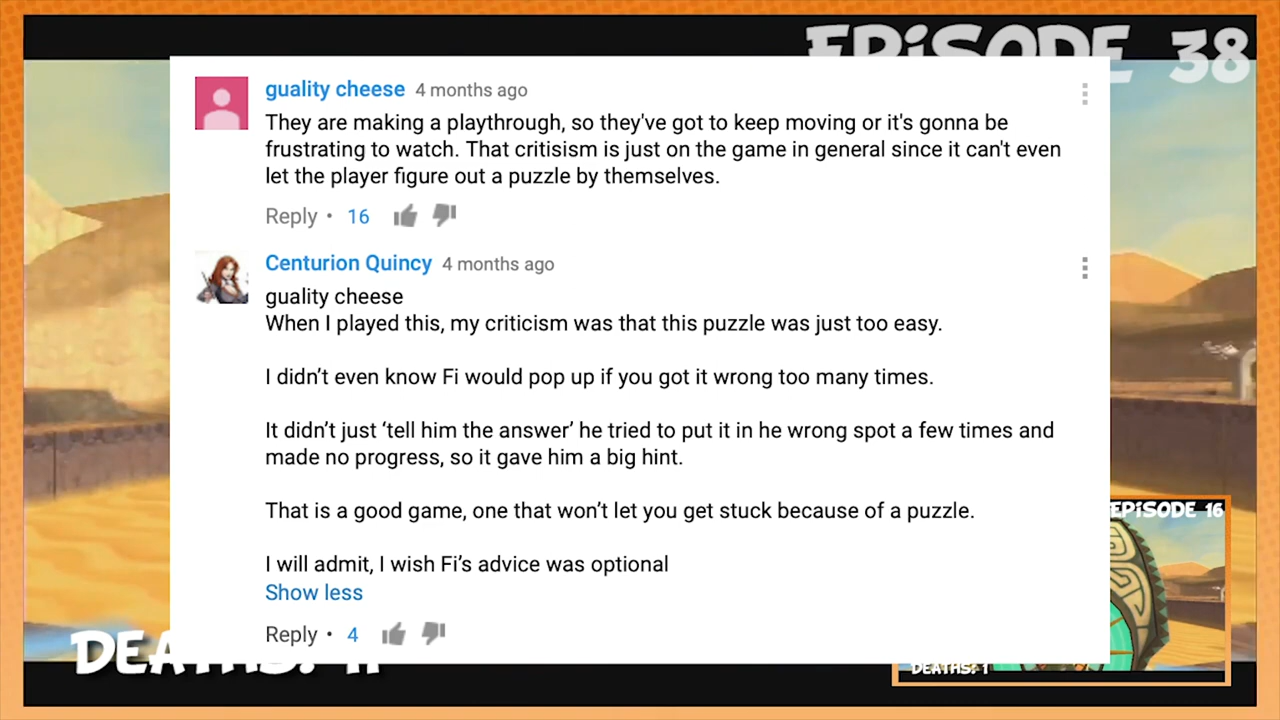 EPiSODE 38
guality cheese 4 months ago
They are making a playthrough, so they've got to keep moving or it's gonna be
frustrating to watch. That critisism is just on the game in general since it can't even
let the player figure out a puzzle by themselves.
Reply • 16
Centurion Quincy 4 months ago
guality cheese
When I played this, my criticism was that this puzzle was just too easy.
I didn’t even know Fi would pop up if you got it wrong too many times.
It didn’t just ‘tell him the answer’ he tried to put it in he wrong spot a few times and
made no progress, so it gave him a big hint.
That is a good game, one that won’t let you get stuck because of a puzzle.
I will admit, I wish Fi’s advice was optional
Show less
Reply • 4
EPiSODE 16
DEATHS: 11
DEATHS: 1